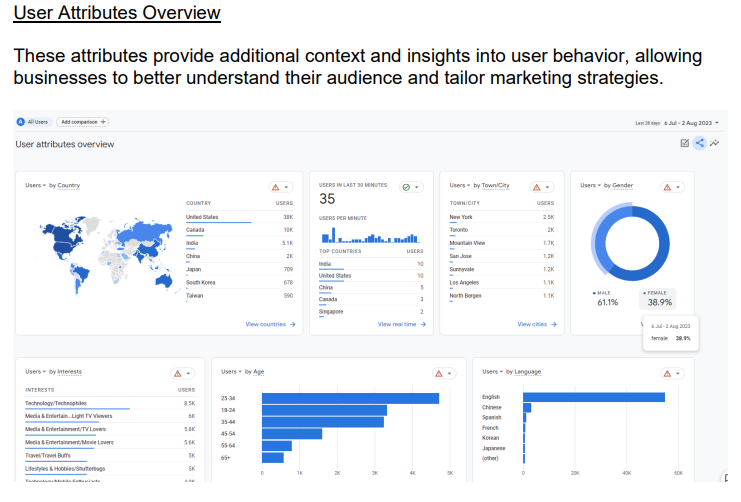 User Attributes Overview
These attributes provide additional context and insights into user behavior, allowing
businesses to better understand their audience and tailor marketing strategies.
A All Users Add comparison +
Last 28 days 6 Jul - 2 Aug 2023
User attributes overview
Users by Country
COUNTRY USERS
United States 38K
Canada 10K
India 5.1K
China 2K
Japan 709
South Korea 678
Taiwan 590
View countries
USERS IN LAST 30 MINUTES
35
USERS PER MINUTE
TOP COUNTRIES USERS
India 10
United States 10
China 5
Canada 3
Singapore 2
View real time
Users by Town/City
TOWN/CITY USERS
New York 2.5K
Toronto 2K
Mountain View 1.7K
San Jose 1.2K
Sunnyvale 1.2K
Los Angeles 1.1K
North Bergen 1.1K
View cities
Users by Gender
MALE FEMALE
61.1% 38.9%
6 Jul - 2 Aug 2023
female 38.9%
Users by Interests
INTERESTS USERS
Technology/Technophiles 8.5K
Media & Entertain...Light TV Viewers 6K
Media & Entertainment/TV Lovers 5.8K
Media & Entertainment/Movie Lovers 5.6K
Travel/Travel Buffs 5K
Lifestyles & Hobbies/Shutterbugs 5K
Users by Age
25-34
18-24
35-44
45-54
55-64
65+
0 1K 2K 3K 4K 5K
Users by Language
English
Chinese
Spanish
French
Korean
Japanese
(other)
0 20K 40K 60K